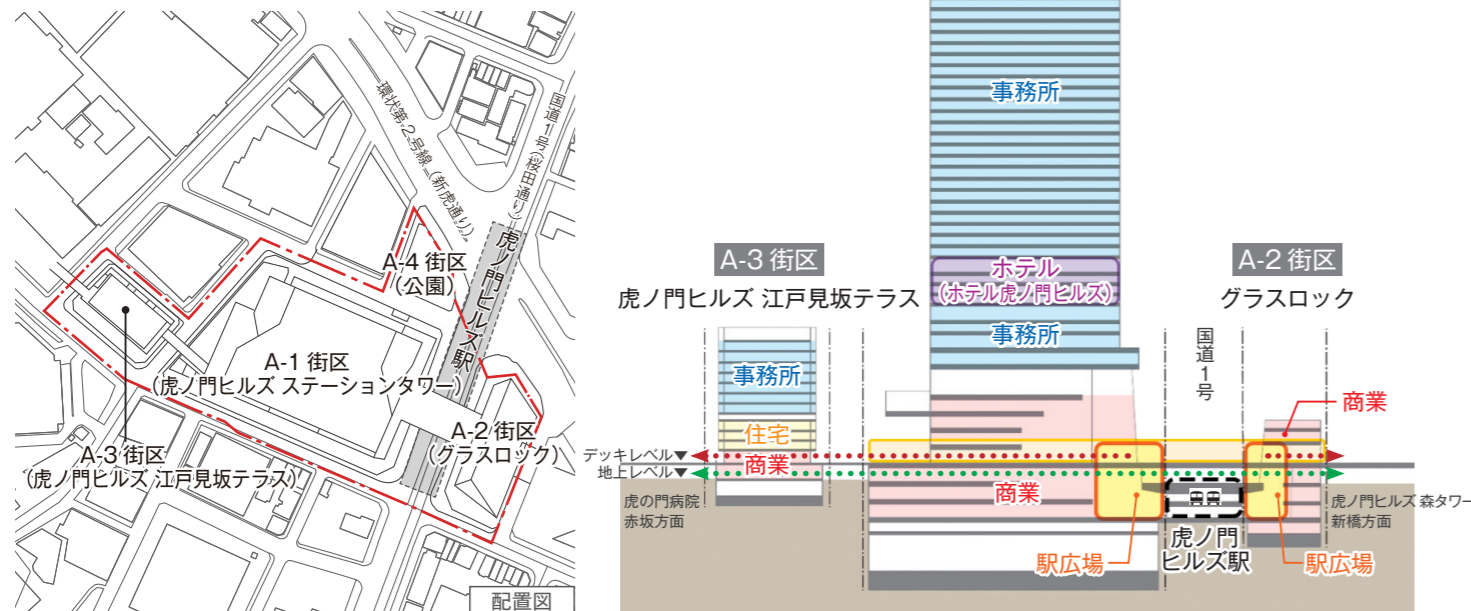 環状第2号線(新虎通り)
国道1号(桜田通り)
虎ノ門ヒルズ駅
A-4 街区
(公園)
A-1 街区
(虎ノ門ヒルズ ステーションタワー)
A-2 街区
(グラスロック)
A-3 街区
(虎ノ門ヒルズ 江戸見坂テラス)
配置図
事務所
ホテル
(ホテル虎ノ門ヒルズ)
事務所
A-3 街区
虎ノ門ヒルズ 江戸見坂テラス
A-2 街区
グラスロック
国道1号
事務所
住宅
商業
商業
デッキレベル▼
地上レベル▼
商業
虎の門病院
赤坂方面
虎ノ門ヒルズ 森タワー
新橋方面
駅広場
虎ノ門
ヒルズ駅
駅広場